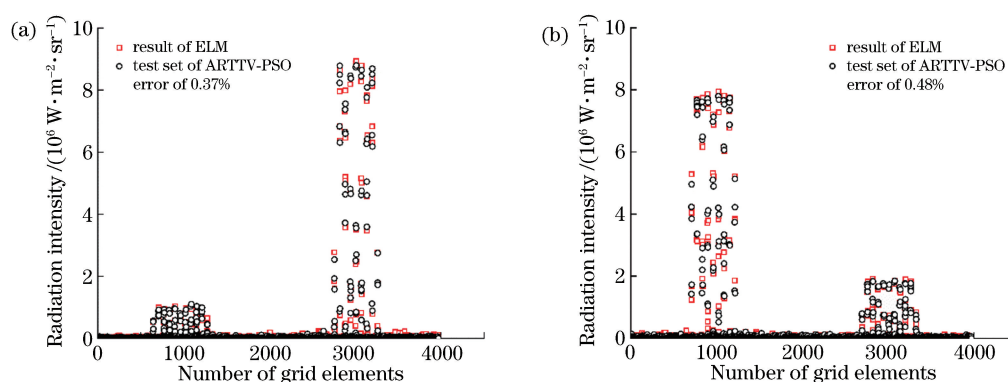 (a)
Radiation intensity /(10⁶ W·m⁻²·sr⁻¹)
10
8
6
4
2
0
result of ELM
test set of ARTTV-PSO
error of 0.37%
0 1000 2000 3000 4000
Number of grid elements
(b)
Radiation intensity /(10⁶ W·m⁻²·sr⁻¹)
10
8
6
4
2
0
result of ELM
test set of ARTTV-PSO
error of 0.48%
0 1000 2000 3000 4000
Number of grid elements